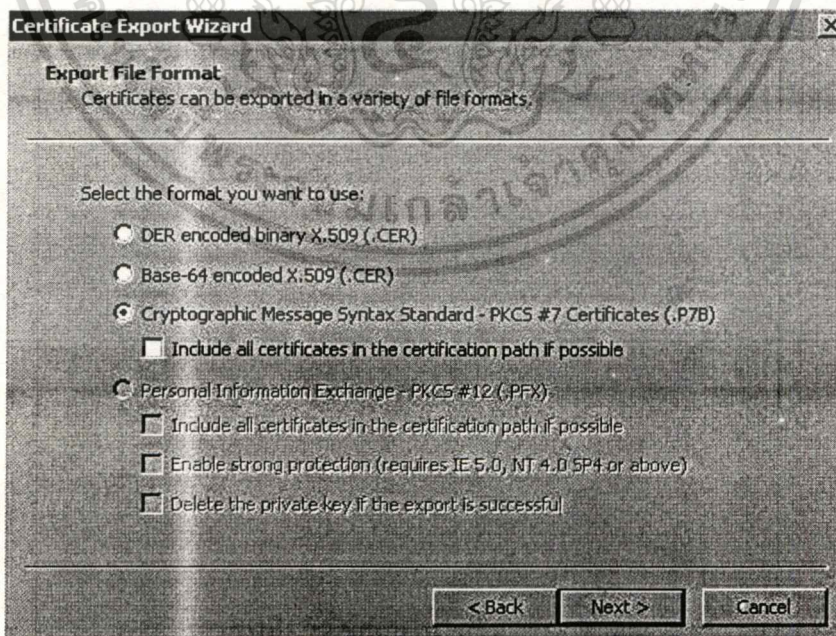 Certificate Export Wizard
Export File Format
Certificates can be exported in a variety of file formats.
Select the format you want to use:
DER encoded binary X.509 (.CER)
Base-64 encoded X.509 (.CER)
Cryptographic Message Syntax Standard - PKCS #7 Certificates (.P7B)
Include all certificates in the certification path if possible
Personal Information Exchange - PKCS #12 (.PFX)
Include all certificates in the certification path if possible
Enable strong protection (requires IE 5.0, NT 4.0 SP4 or above)
Delete the private key if the export is successful
< Back
Next >
Cancel